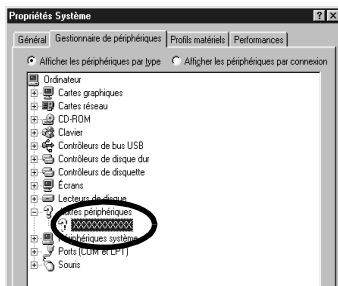 Propriétés Système
Général Gestionnaire de périphériques Profils matériels Performances
Afficher les périphériques par type Afficher les périphériques par connexion
Ordinateur
Cartes graphiques
Cartes réseau
CD-ROM
Clavier
Contrôleurs de bus USB
Contrôleurs de disque dur
Contrôleurs de disquette
Écrans
Lecteurs de disque
Autres périphériques
XXXXXXXXXXX
Périphériques système
Ports (COM et LPT)
Souris